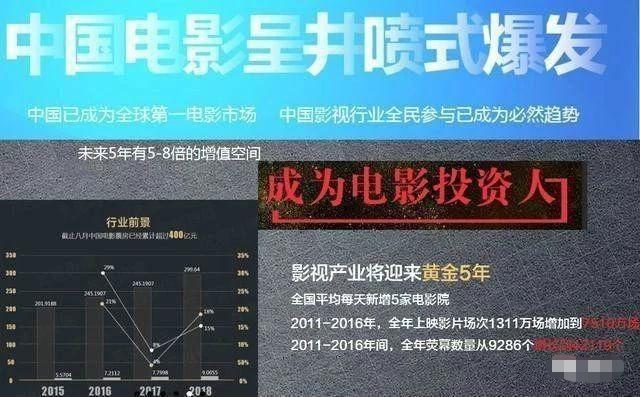 中国电影呈井喷式爆发
中国已成为全球第一电影市场 中国影视行业全民参与已成为必然趋势
未来5年有5-8倍的增值空间
成为电影投资人
行业前景
截止八月中国电影票房已经累计超过400亿元
350 35%
300 30%
250 25%
200 20%
150 15%
100 10%
50 5%
0 0%
201.9188 245.1907 245.1907 299.64
29%
21%
8%
4%
18%
15%
5.5704 7.2112 7.7998 9.0055
2015 2016 2017 2018
影视产业将迎来黄金5年
全国平均每天新增5家电影院
2011-2016年，全年上映影片场次1311万场增加到7510万场
2011-2016年间，全年荧幕数量从9286个